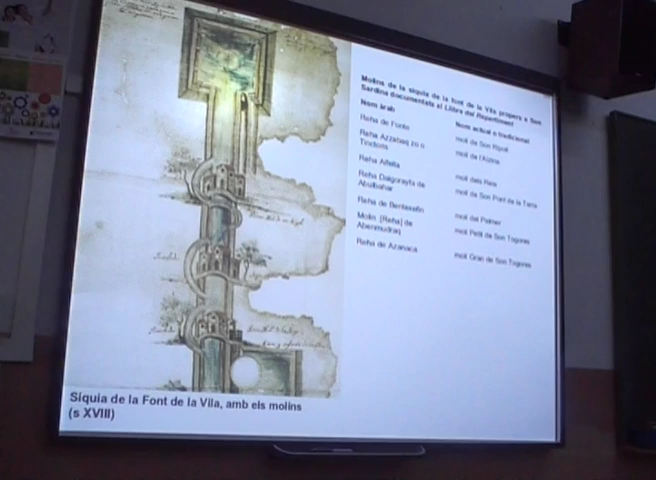 Molins de la síquia de la font de la Vila propers a Son
Sardina documentats al Llibre del Repartiment
Nom àrab
Nom actual o tradicional
Reha de Fonte
molí de Son Ripoll
Reha Azzabaq zo o
Tinctoris
molí de l'Alzina
Reha Alfella
molí dels Reis
Reha Dalgorayfa de
Abulbahar
molí de Son Pont de la Terra
Reha de Bentexefin
molí del Palmer
Molin. [Reha] de
Abenmudraq
molí Petit de Son Togores
Reha de Azanaca
molí Gran de Son Togores
Síquia de la Font de la Vila, amb els molins
(s XVIII)